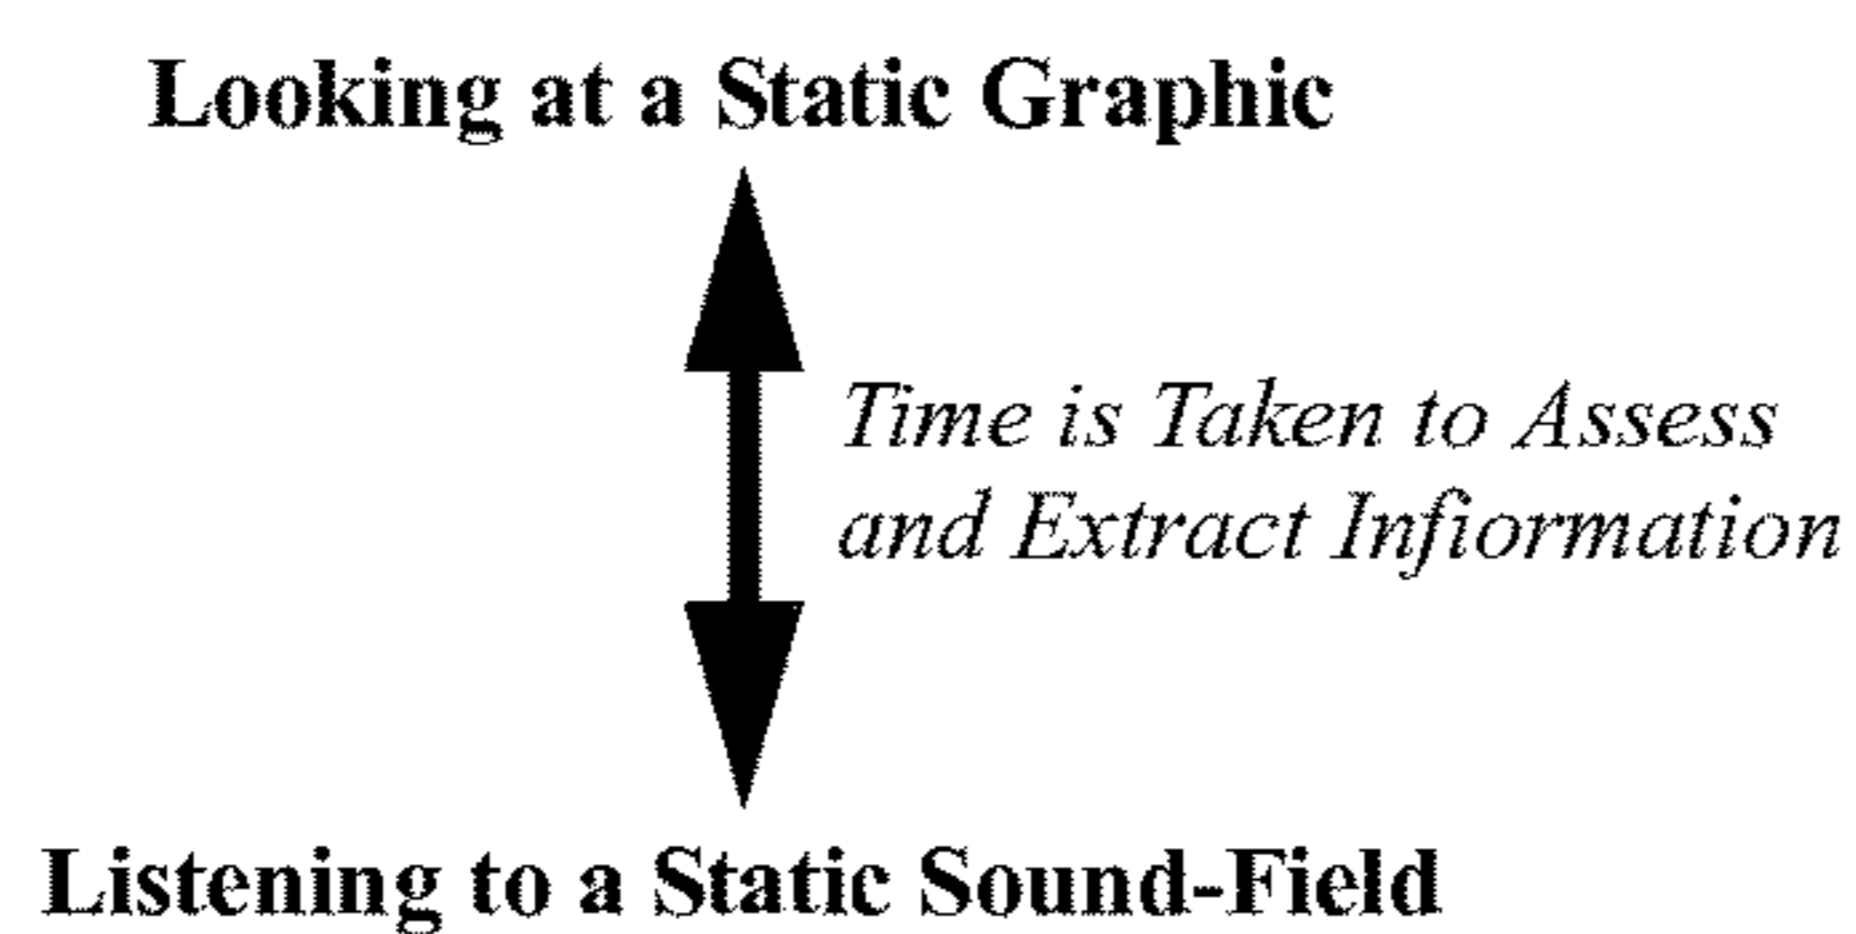 Looking at a Static Graphic
Time is Taken to Assess
and Extract Infiormation
Listening to a Static Sound-Field